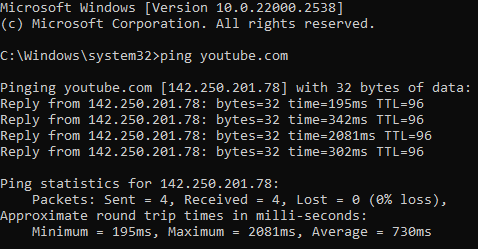 Microsoft Windows [Version 10.0.22000.2538]
(c) Microsoft Corporation. All rights reserved.
C:\Windows\system32>ping youtube.com
Pinging youtube.com [142.250.201.78] with 32 bytes of data:
Reply from 142.250.201.78: bytes=32 time=195ms TTL=96
Reply from 142.250.201.78: bytes=32 time=342ms TTL=96
Reply from 142.250.201.78: bytes=32 time=2081ms TTL=96
Reply from 142.250.201.78: bytes=32 time=302ms TTL=96
Ping statistics for 142.250.201.78:
    Packets: Sent = 4, Received = 4, Lost = 0 (0% loss),
Approximate round trip times in milli-seconds:
    Minimum = 195ms, Maximum = 2081ms, Average = 730ms